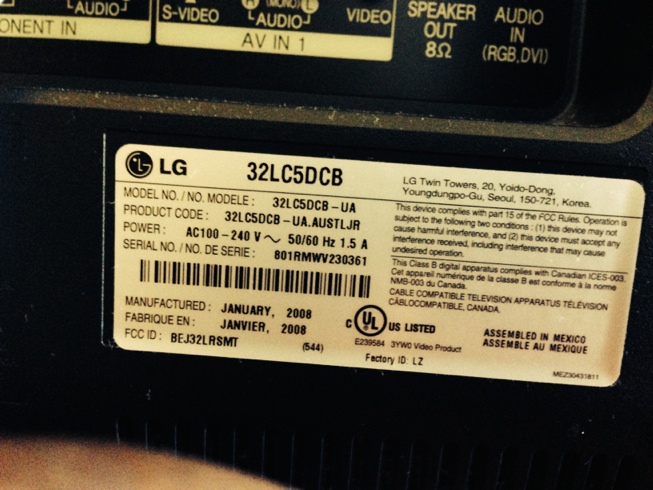 ONENT IN
AUDIO
S-VIDEO
(MONO)
AUDIO
VIDEO
AV IN 1
SPEAKER
OUT
8Ω
AUDIO
IN
(RGB,DVI)
LG
32LC5DCB
MODEL NO./ NO. MODELE : 32LC5DCB-UA
PRODUCT CODE : 32LC5DCB-UA.AUSTLJR
POWER : AC100-240 V ~ 50/60 Hz 1.5 A
SERIAL NO./ NO. DE SERIE : 801RMWV230361
MANUFACTURED : JANUARY, 2008
FABRIQUE EN : JANVIER, 2008
FCC ID : BEJ32LRSMT
(544)
LG Twin Towers, 20, Yoido-Dong,
Youngdungpo-Gu, Seoul, 150-721, Korea.
This device complies with part 15 of the FCC Rules. Operation is
subject to the following two conditions : (1) this device may not
cause harmful interference, and (2) this device must accept any
interference received, including interference that may cause
undesired operation.
This Class B digital apparatus complies with Canadian ICES-003.
Cet appareil numérique de la classe B est conforme à la norme
NMB-003 du Canada.
CABLE COMPATIBLE TELEVISION APPARATUS TÉLÉVISION
CÂBLOCOMPATIBLE, CANADA.
C UL US LISTED
E239584 3YW0 Video Product
Factory ID: LZ
ASSEMBLED IN MEXICO
ASSEMBLE AU MEXIQUE
MEZ30431811